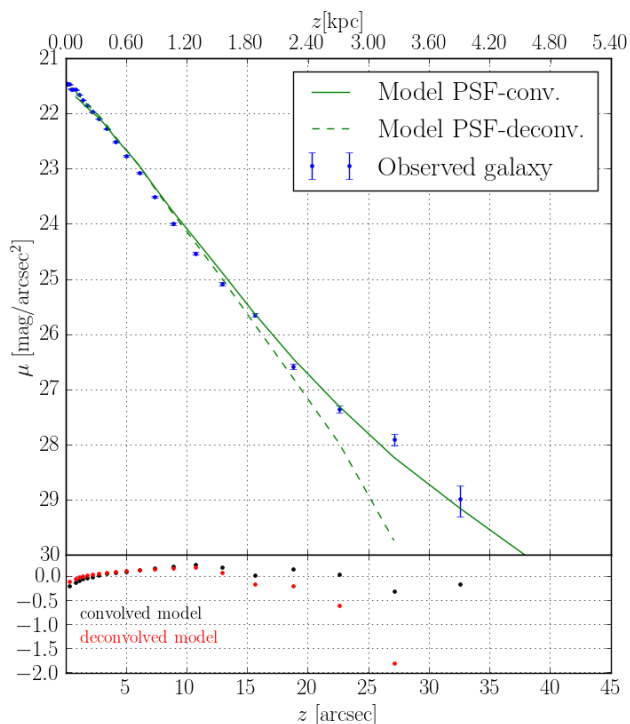 z[kpc]
0.00 0.60 1.20 1.80 2.40 3.00 3.60 4.20 4.80 5.40
21
22
23
24
25
26
27
28
29
30
μ [mag/arcsec²]
Model PSF-conv.
Model PSF-deconv.
Observed galaxy
0.0
−0.5
−1.0
−1.5
−2.0
convolved model
deconvolved model
5 10 15 20 25 30 35 40 45
z [arcsec]